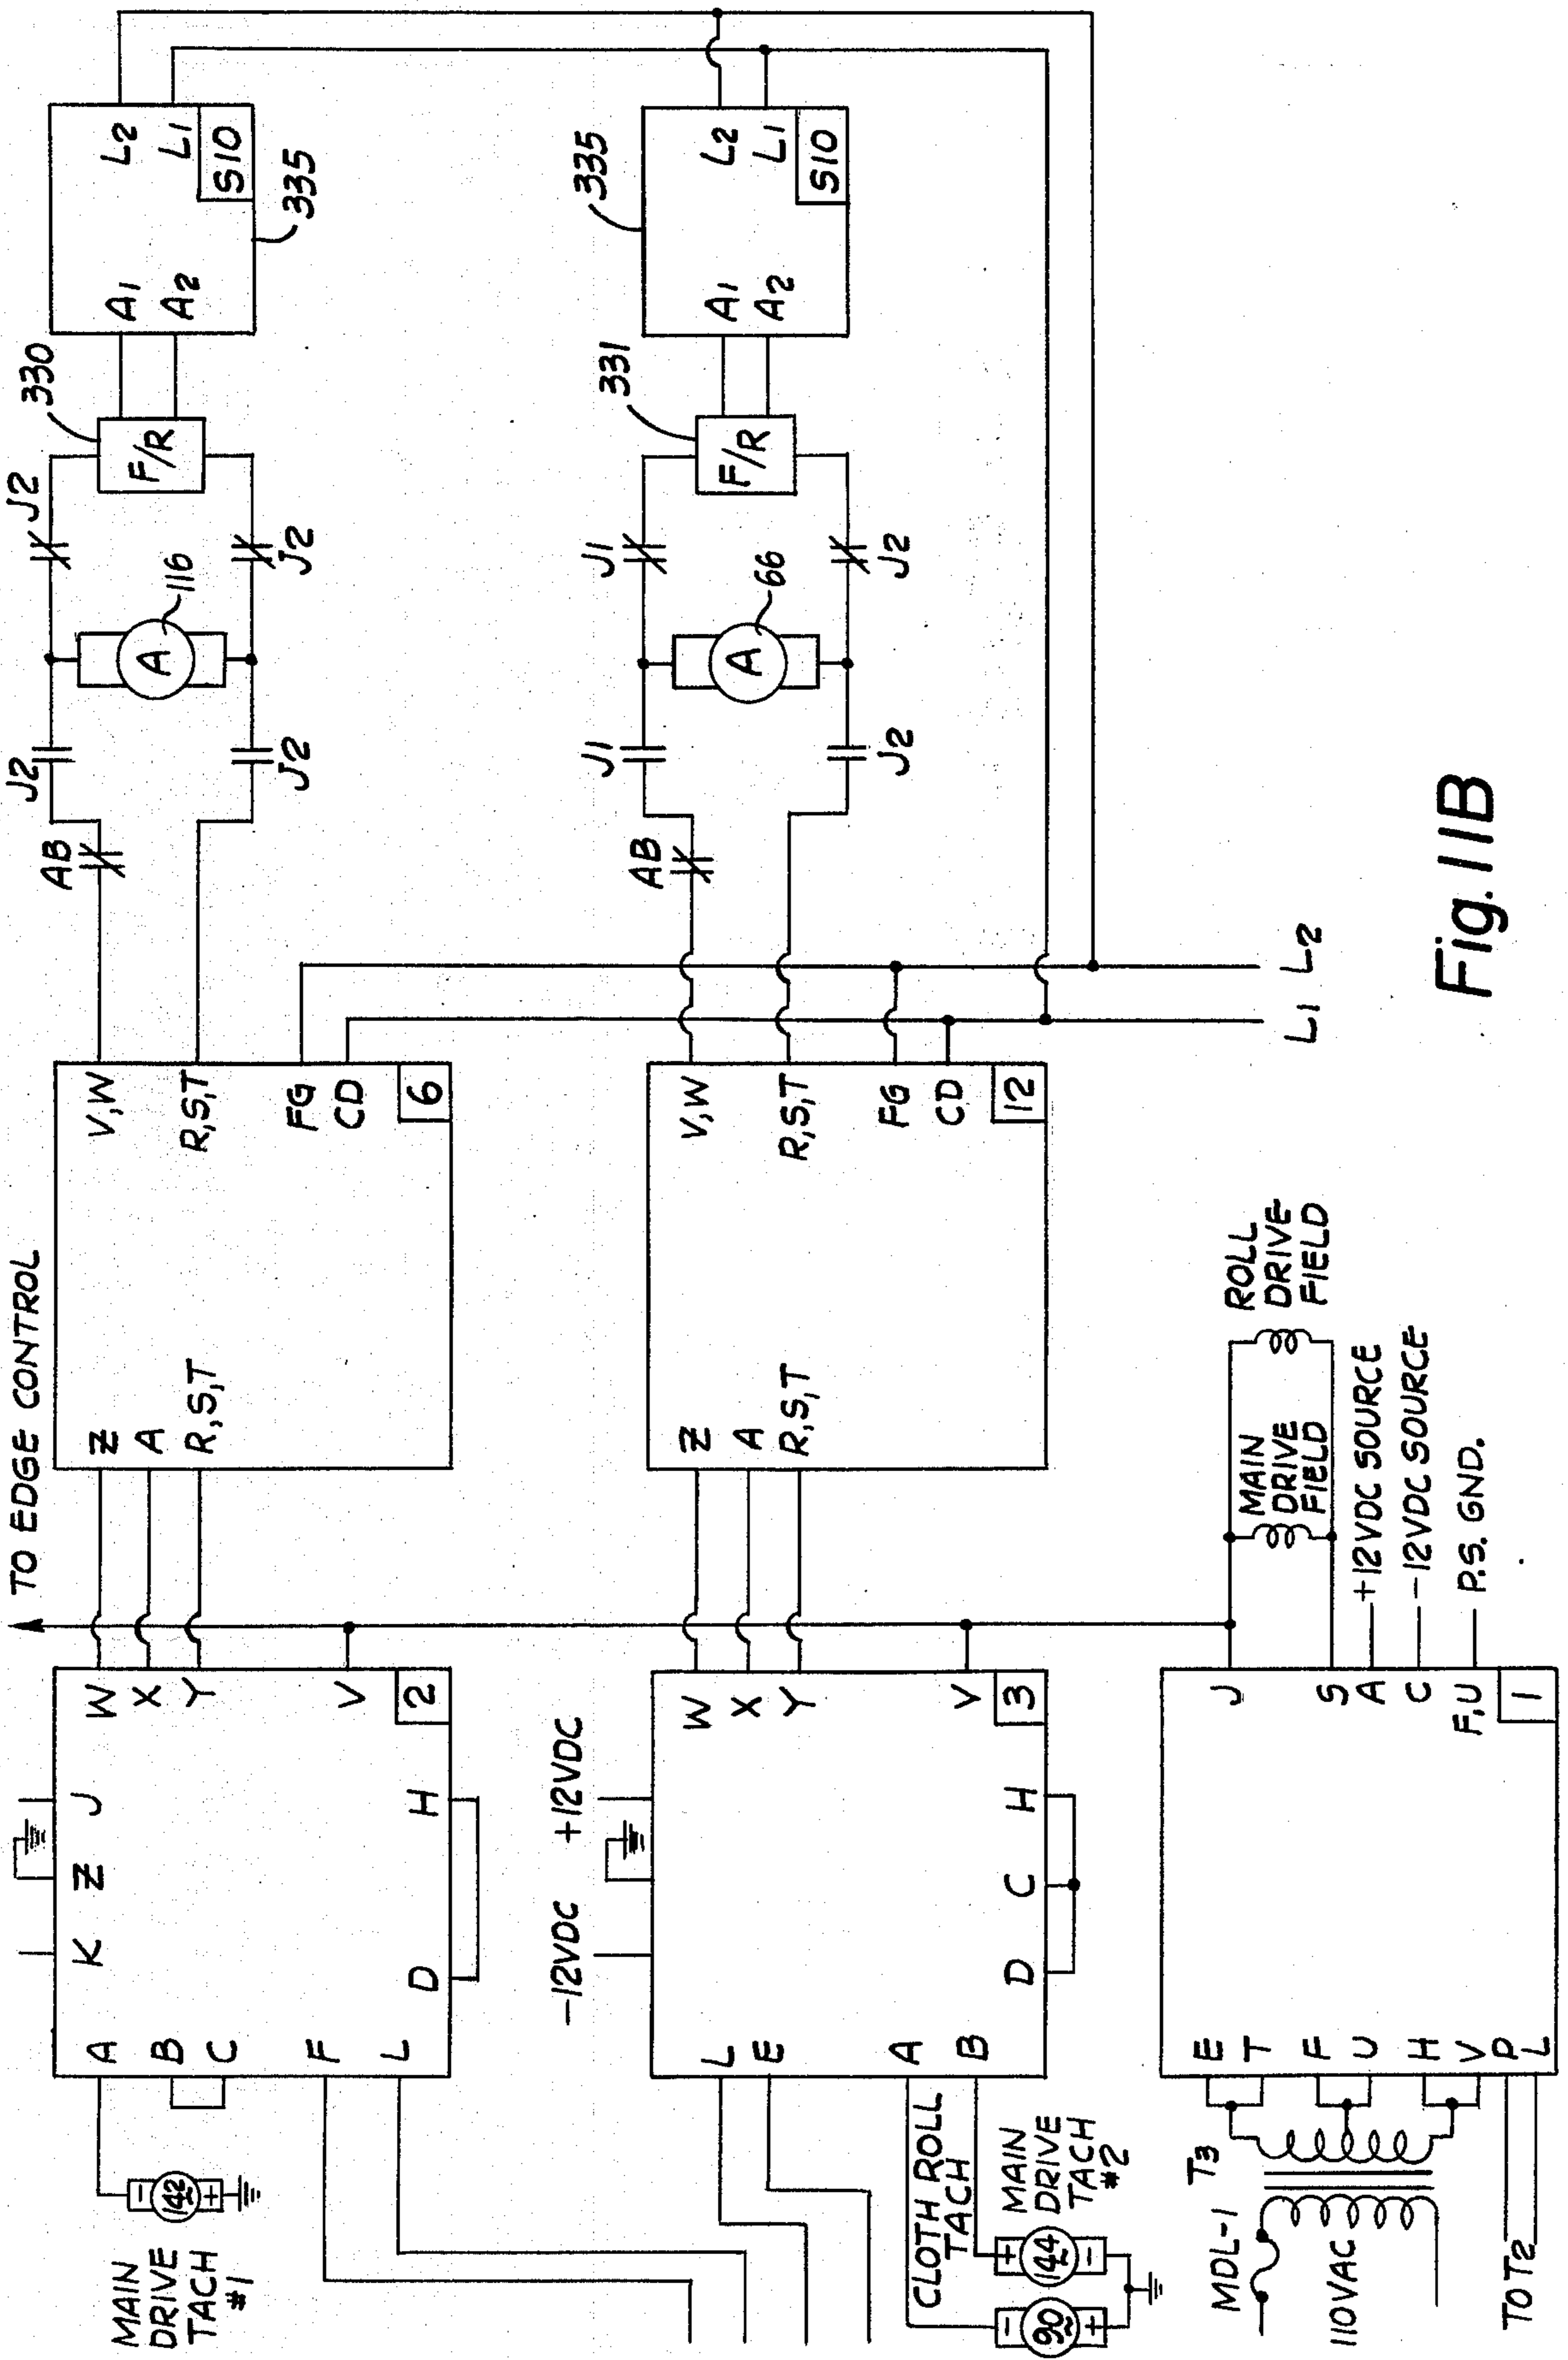 TO EDGE CONTROL
MAIN
DRIVE
TACH
#1
142
-
+
A
B
C
F
L
K
Z
J
D
H
W
X
Y
V
2
Z
A
R,S,T
V,W
R,S,T
FG
CD
6
AB
J2
J2
J2
J2
A
116
F/R
330
A1
A2
L2
L1
S10
335
-12VDC
+12VDC
L
E
A
B
D
C
H
W
X
Y
V
3
CLOTH ROLL
TACH
MAIN
DRIVE
TACH
#2
90
-
+
144
+
-
Z
A
R,S,T
V,W
R,S,T
FG
CD
12
AB
J1
J2
J1
J2
A
66
F/R
331
A1
A2
L2
L1
S10
335
L1
L2
MDL-1
110VAC
T3
TO T2
E
T
F
U
H
V
P
L
J
S
A
C
F,U
1
MAIN
DRIVE
FIELD
ROLL
DRIVE
FIELD
+12VDC SOURCE
-12VDC SOURCE
P.S. GND.
Fig. 11B